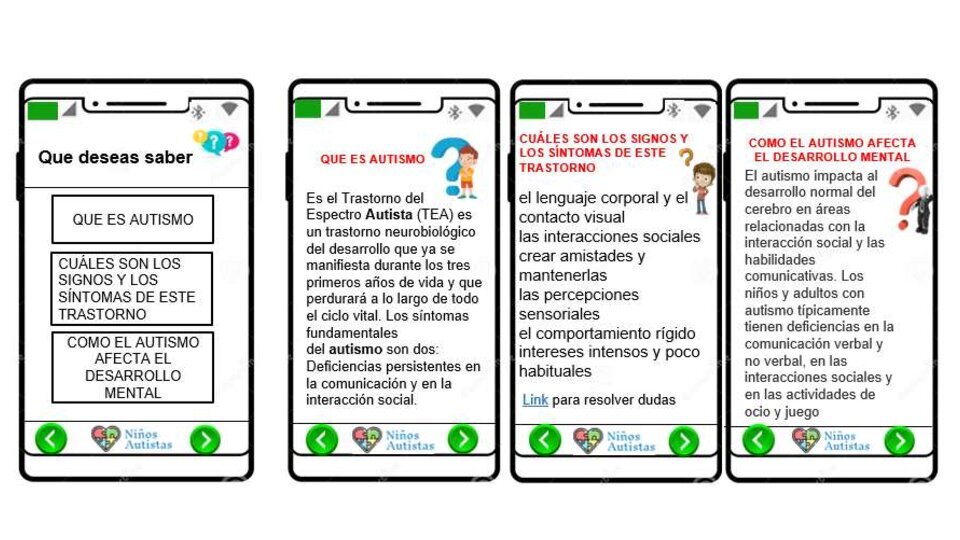 Que deseas saber
QUE ES AUTISMO
CUÁLES SON LOS
SIGNOS Y LOS
SÍNTOMAS DE ESTE
TRASTORNO
COMO EL AUTISMO
AFECTA EL
DESARROLLO
MENTAL
Niños
Autistas
QUE ES AUTISMO
Es el Trastorno del
Espectro Autista (TEA) es
un trastorno neurobiológico
del desarrollo que ya se
manifiesta durante los tres
primeros años de vida y que
perdurará a lo largo de todo
el ciclo vital. Los síntomas
fundamentales
del autismo son dos:
Deficiencias persistentes en
la comunicación y en la
interacción social.
Niños
Autistas
CUÁLES SON LOS SIGNOS Y
LOS SÍNTOMAS DE ESTE
TRASTORNO
el lenguaje corporal y el
contacto visual
las interacciones sociales
crear amistades y
mantenerlas
las percepciones
sensoriales
el comportamiento rígido
intereses intensos y poco
habituales
Link para resolver dudas
Niños
Autistas
COMO EL AUTISMO AFECTA
EL DESARROLLO MENTAL
El autismo impacta al
desarrollo normal del
cerebro en áreas
relacionadas con la
interacción social y las
habilidades
comunicativas. Los
niños y adultos con
autismo típicamente
tienen deficiencias en la
comunicación verbal y
no verbal, en las
interacciones sociales y
en las actividades de
ocio y juego
Niños
Autistas